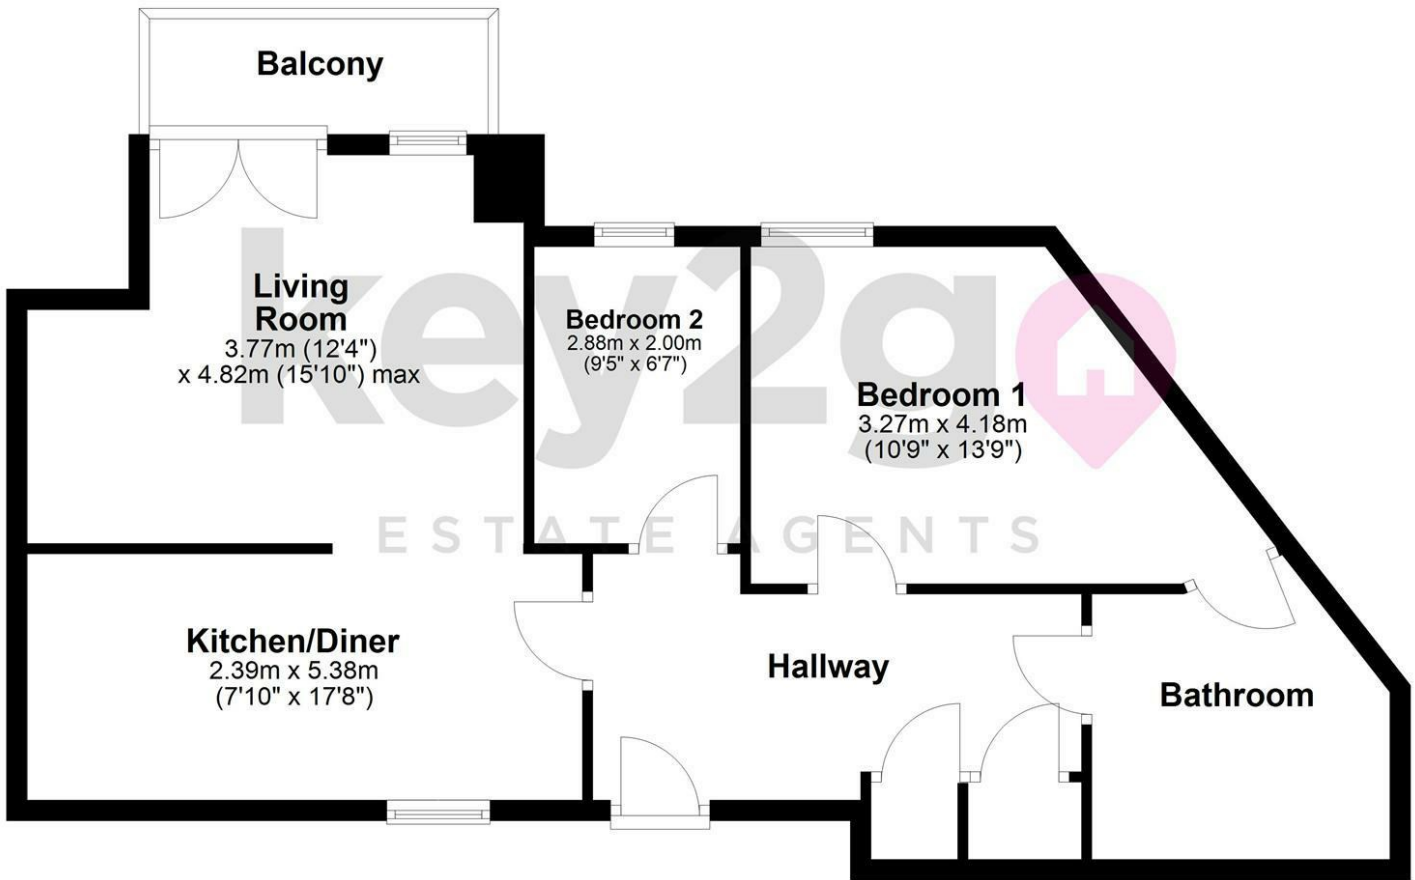 Balcony
Living
Room
3.77m (12'4")
x 4.82m (15'10") max
Bedroom 2
2.88m x 2.00m
(9'5" x 6'7")
Bedroom 1
3.27m x 4.18m
(10'9" x 13'9")
key2go
ESTATE AGENTS
Kitchen/Diner
2.39m x 5.38m
(7'10" x 17'8")
Hallway
Bathroom